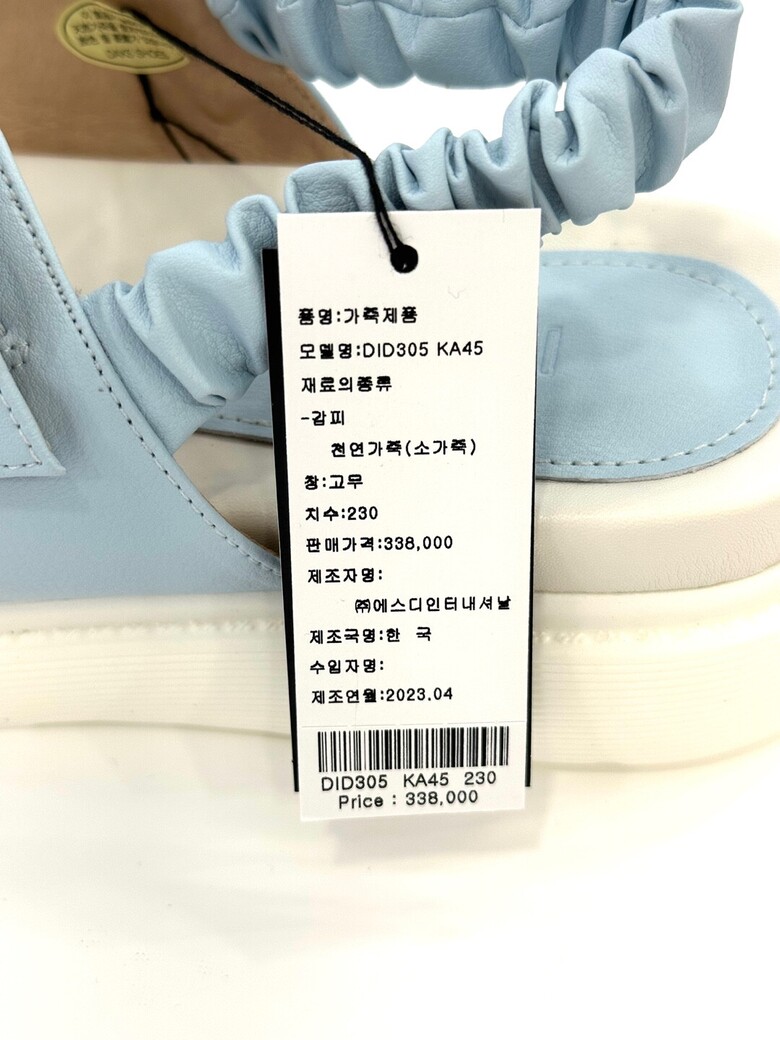 품명:가죽제품
모델명:DID305 KA45
재료의종류
-갑피
천연가죽(소가죽)
창:고무
치수:230
판매가격:338,000
제조자명:
㈜에스디인터내셔날
제조국명:한 국
수입자명:
제조연월:2023.04
DID305 KA45 230
Price : 338,000